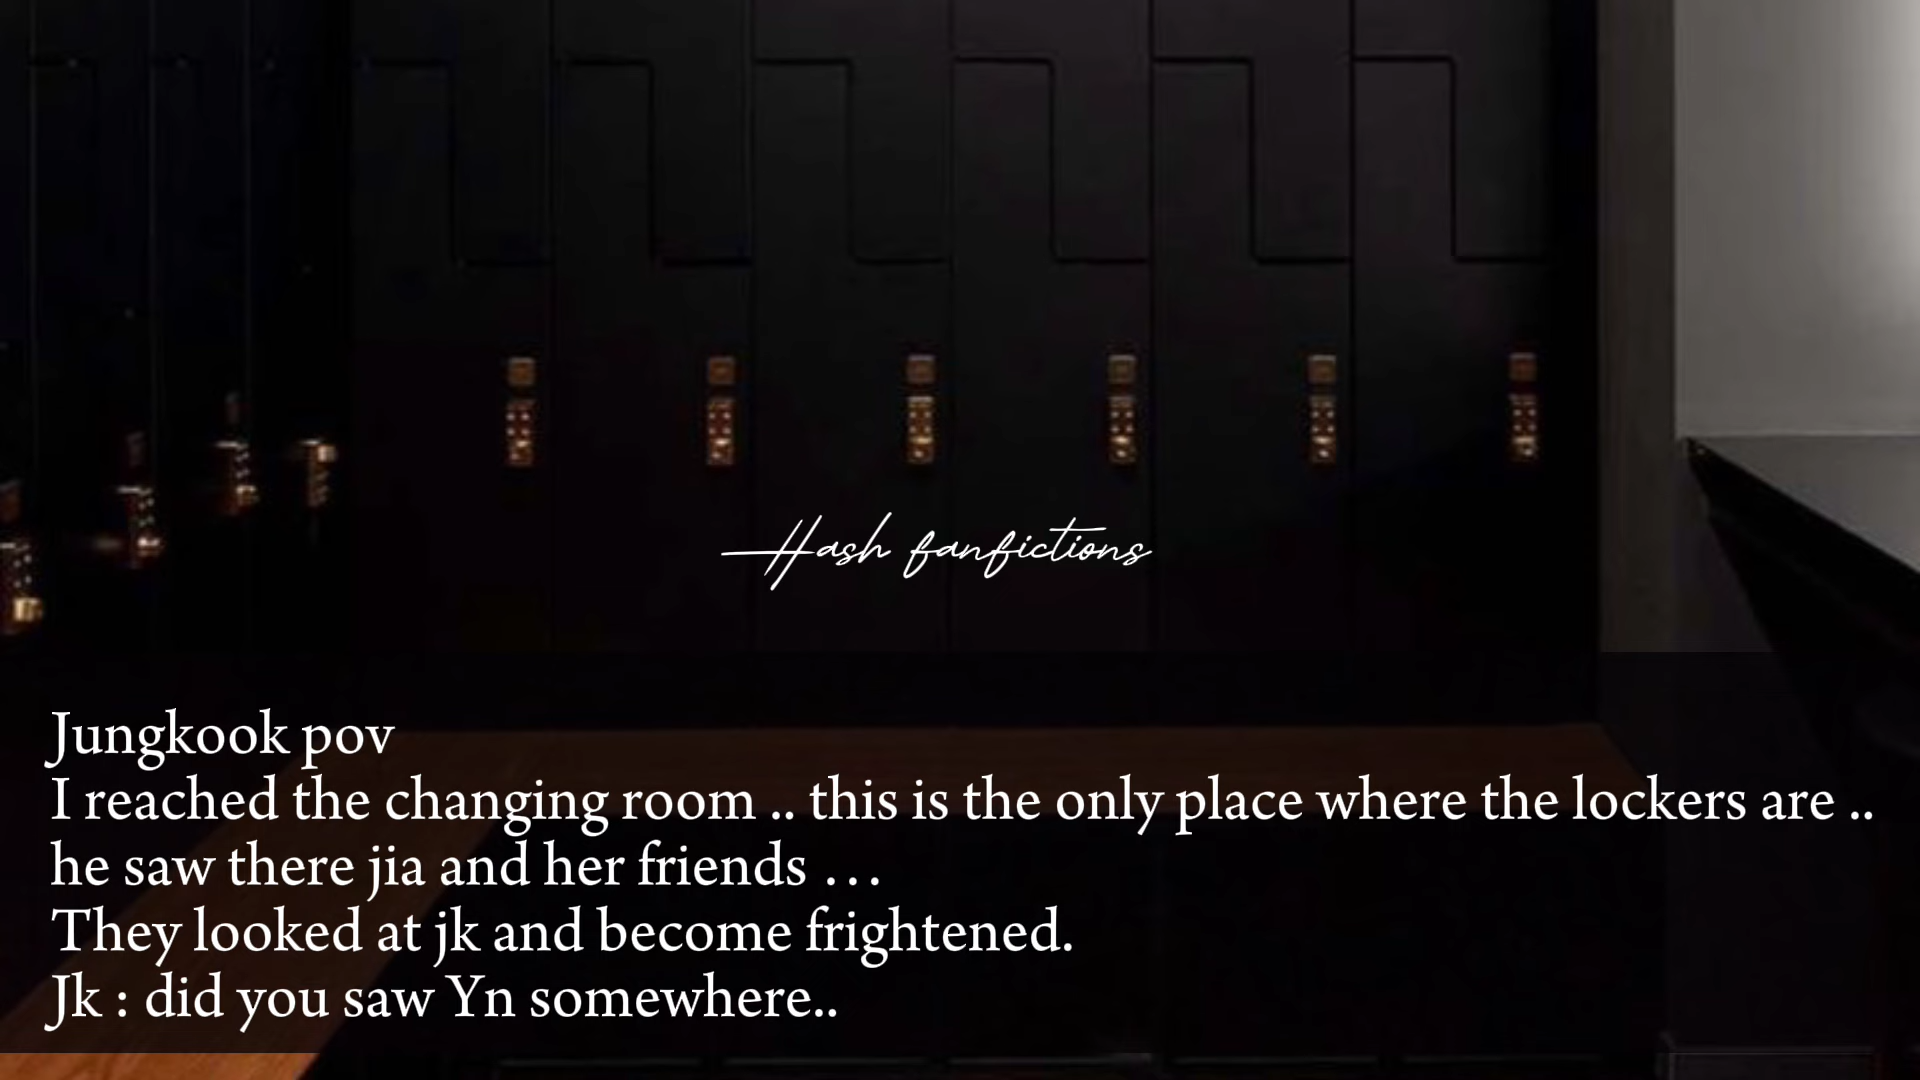 Hash fanfictions
Jungkook pov
I reached the changing room .. this is the only place where the lockers are ..
he saw there jia and her friends …
They looked at jk and become frightened.
Jk : did you saw Yn somewhere..